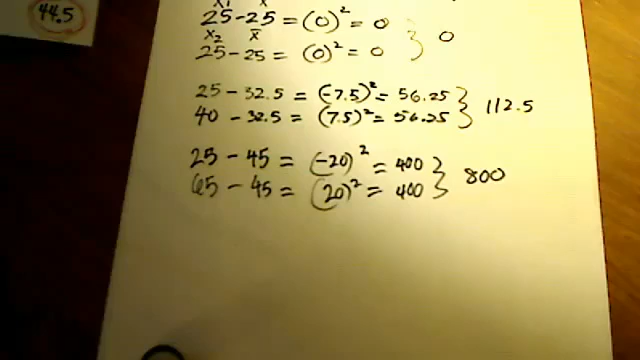 44.5
x1 x
25 - 25 = (0)² = 0
x2 x̄
25 - 25 = (0)² = 0 } 0
25 - 32.5 = (-7.5)² = 56.25
40 - 32.5 = (7.5)² = 56.25 } 112.5
25 - 45 = (-20)² = 400
65 - 45 = (20)² = 400 } 800